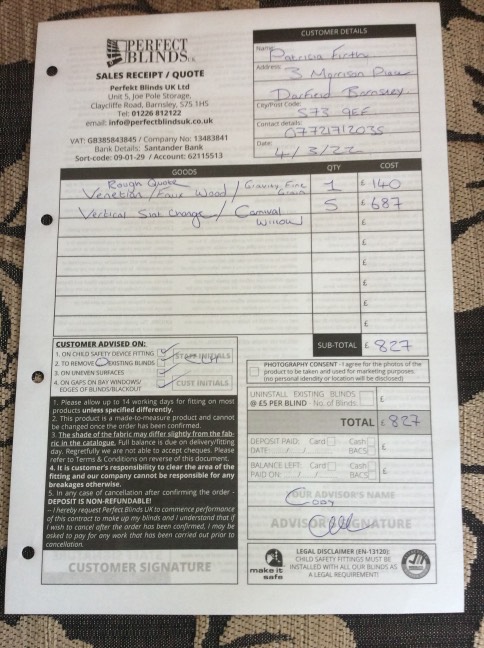 PERFECT
BLINDS UK
SALES RECEIPT / QUOTE
Perfekt Blinds UK Ltd
Unit 5, Joe Pole Storage,
Claycliffe Road, Barnsley, S75 1HS
Tel: 01226 812122
email: info@perfectblindsuk.co.uk
VAT: GB385843845 / Company No: 13483841
Bank Details: Santander Bank
Sort-code: 09-01-29 / Account: 62115513
CUSTOMER DETAILS
Name: Patricia Firth
Address: 3 Morrison Place
Darfield Barnsley
City/Post Code: S73 9EE
Contact details: 07721712035
Date: 4/3/22
GOODS QTY COST
Rough Quote
Venetian / Faux Wood / Gravity Fine Grain 1 £ 140
Vertical Slat Change / Carnival Willow 5 £ 687
£
£
£
£
£
£
SUB-TOTAL £ 827
CUSTOMER ADVISED ON:
1. ON CHILD SAFETY DEVICE FITTING
2. TO REMOVE EXISTING BLINDS
3. ON UNEVEN SURFACES
4. ON GAPS ON BAY WINDOWS/
EDGES OF BLINDS/BLACKOUT
STAFF INITIALS
CUST INITIALS
1. Please allow up to 14 working days for fitting on most
products unless specified differently.
2. This product is a made-to-measure product and cannot
be changed once the order has been confirmed.
3. The shade of the fabric may differ slightly from the fab-
ric in the catalogue. Full balance is due on delivery/fitting
day. Regretfully we are not able to accept cheques. Please
refer to Terms & Conditions on reverse of this document.
4. It is customer's responsibility to clear the area of the
fitting and our company cannot be responsible for any
breakages otherwise.
5. In any case of cancellation after confirming the order -
DEPOSIT IS NON-REFUNDABLE!
-- I hereby request Perfect Blinds UK to commence performance
of this contract to make up my blinds and I understand that if
I wish to cancel after the order has been confirmed, I may be
asked to pay for any work that has been carried out prior to
cancellation.
CUSTOMER SIGNATURE
PHOTOGRAPHY CONSENT - I agree for the photos of the
product to be taken and used for marketing purposes.
(no personal identity or location will be disclosed)
UNINSTALL EXISTING BLINDS
@ £5 PER BLIND No. of Blinds £
TOTAL £ 827
DEPOSIT PAID: Card Cash
DATE: / / BACS £
BALANCE LEFT: Card Cash
PAID ON: / / BACS £
YOUR ADVISOR'S NAME
Cody
ADVISOR SIGNATURE
make it
safe
LEGAL DISCLAIMER (EN-13120):
CHILD SAFETY FITTINGS MUST BE
INSTALLED WITH ALL OUR BLINDS AS
A LEGAL REQUIREMENT!